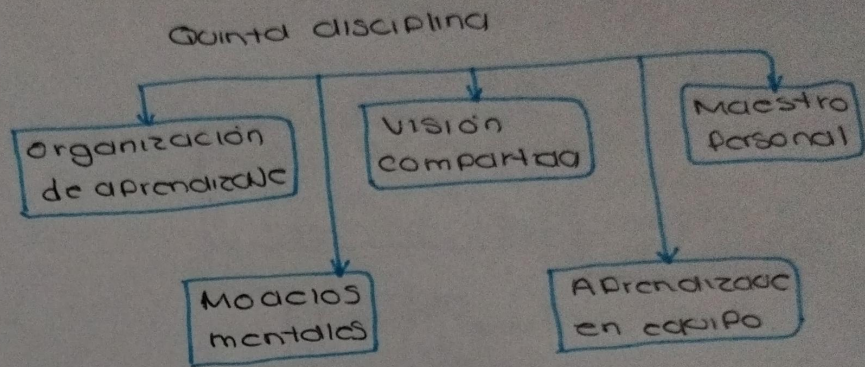 Quinta disciplina
Organización
de aprendizaje
Visión
compartida
Maestro
Personal
Modelos
mentales
Aprendizaje
en equipo